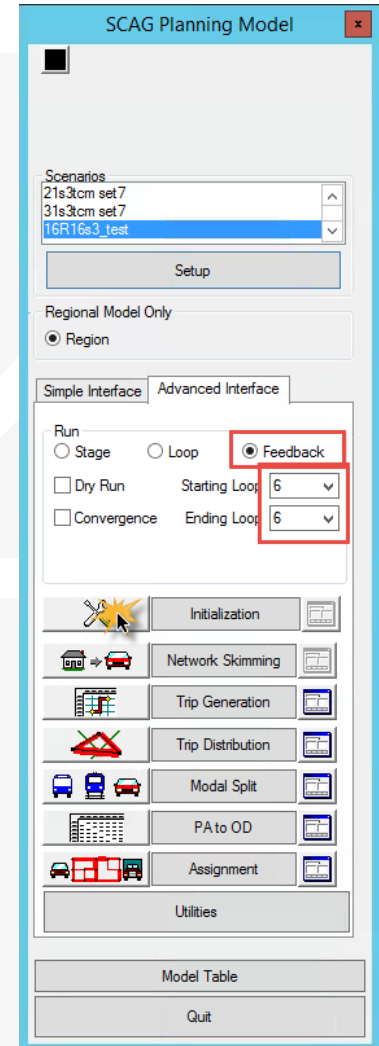 SCAG Planning Model
x
Scenarios
21s3tcm set7
31s3tcm set7
16R16s3_test
Setup
Regional Model Only
Region
Simple Interface Advanced Interface
Run
Stage Loop Feedback
Dry Run Starting Loop 6
Convergence Ending Loop 6
Initialization
Network Skimming
Trip Generation
Trip Distribution
Modal Split
PA to OD
Assignment
Utilities
Model Table
Quit